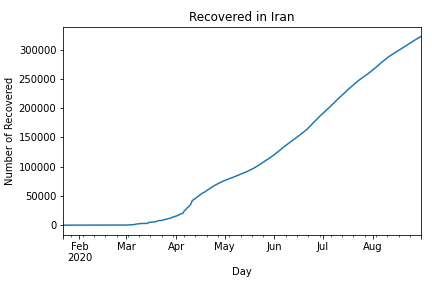 Recovered in Iran
300000
250000
200000
150000
100000
50000
0
Number of Recovered
Feb Mar Apr May Jun Jul Aug
2020
Day